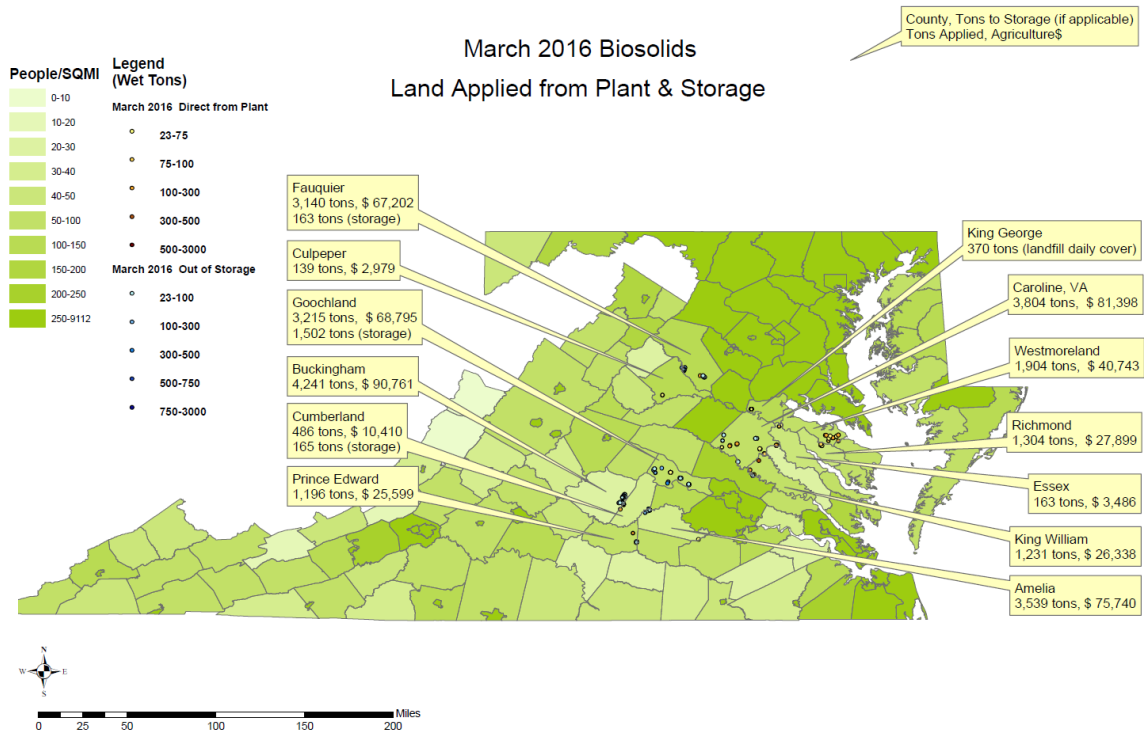 March 2016 Biosolids
Land Applied from Plant & Storage
County, Tons to Storage (if applicable)
Tons Applied, Agriculture$
People/SQMI
0-10
10-20
20-30
30-40
40-50
50-100
100-150
150-200
200-250
250-9112
Legend
(Wet Tons)
March 2016 Direct from Plant
23-75
75-100
100-300
300-500
500-3000
March 2016 Out of Storage
23-100
100-300
300-500
500-750
750-3000
Fauquier
3,140 tons, $ 67,202
163 tons (storage)
Culpeper
139 tons, $ 2,979
Goochland
3,215 tons, $ 68,795
1,502 tons (storage)
Buckingham
4,241 tons, $ 90,761
Cumberland
486 tons, $ 10,410
165 tons (storage)
Prince Edward
1,196 tons, $ 25,599
King George
370 tons (landfill daily cover)
Caroline, VA
3,804 tons, $ 81,398
Westmoreland
1,904 tons, $ 40,743
Richmond
1,304 tons, $ 27,899
Essex
163 tons, $ 3,486
King William
1,231 tons, $ 26,338
Amelia
3,539 tons, $ 75,740
N
W E
S
Miles
0 25 50 100 150 200